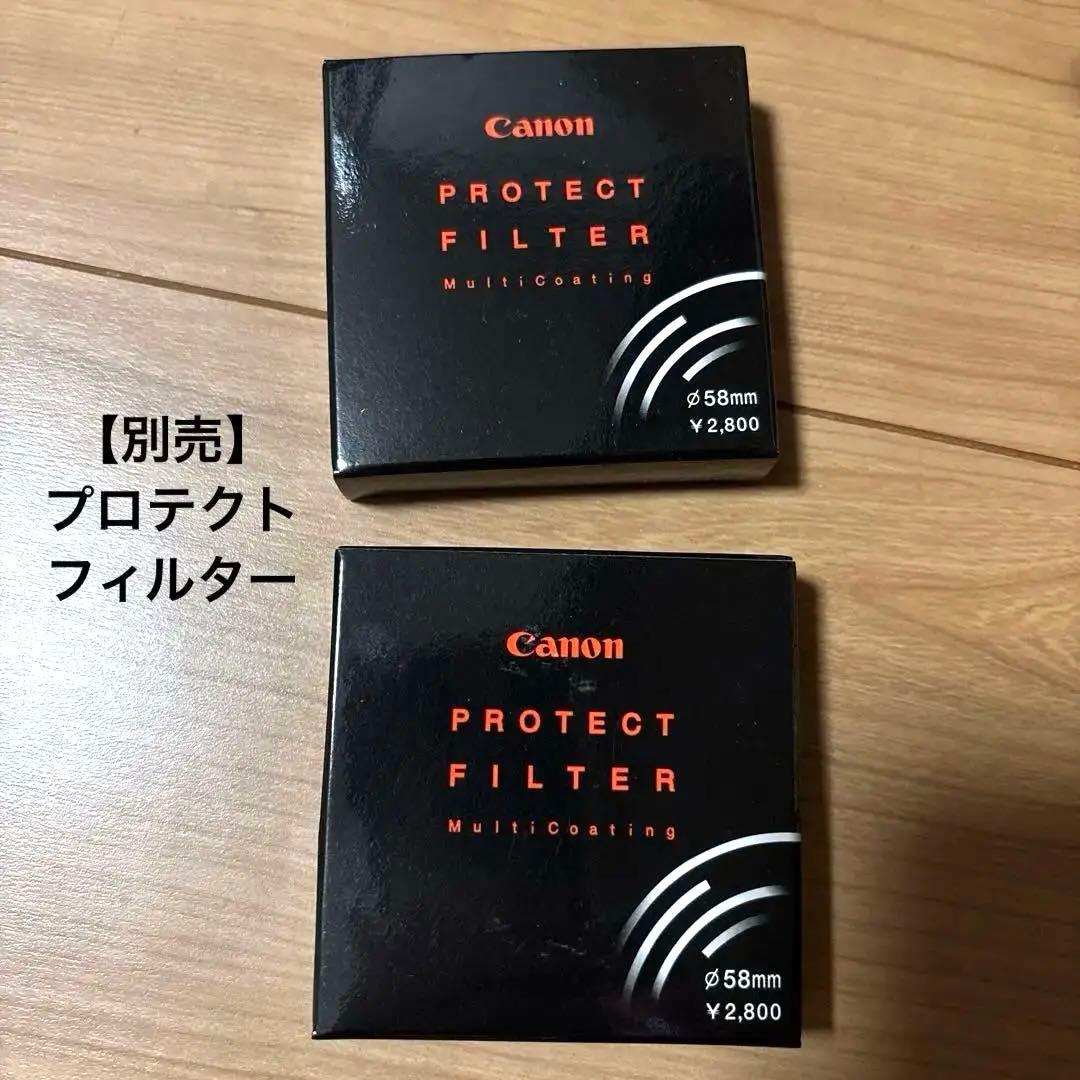 Canon
PROTECT
FILTER
MultiCoating
⌀58mm
¥2,800
【別売】
プロテクト
フィルター
Canon
PROTECT
FILTER
MultiCoating
⌀58mm
¥2,800